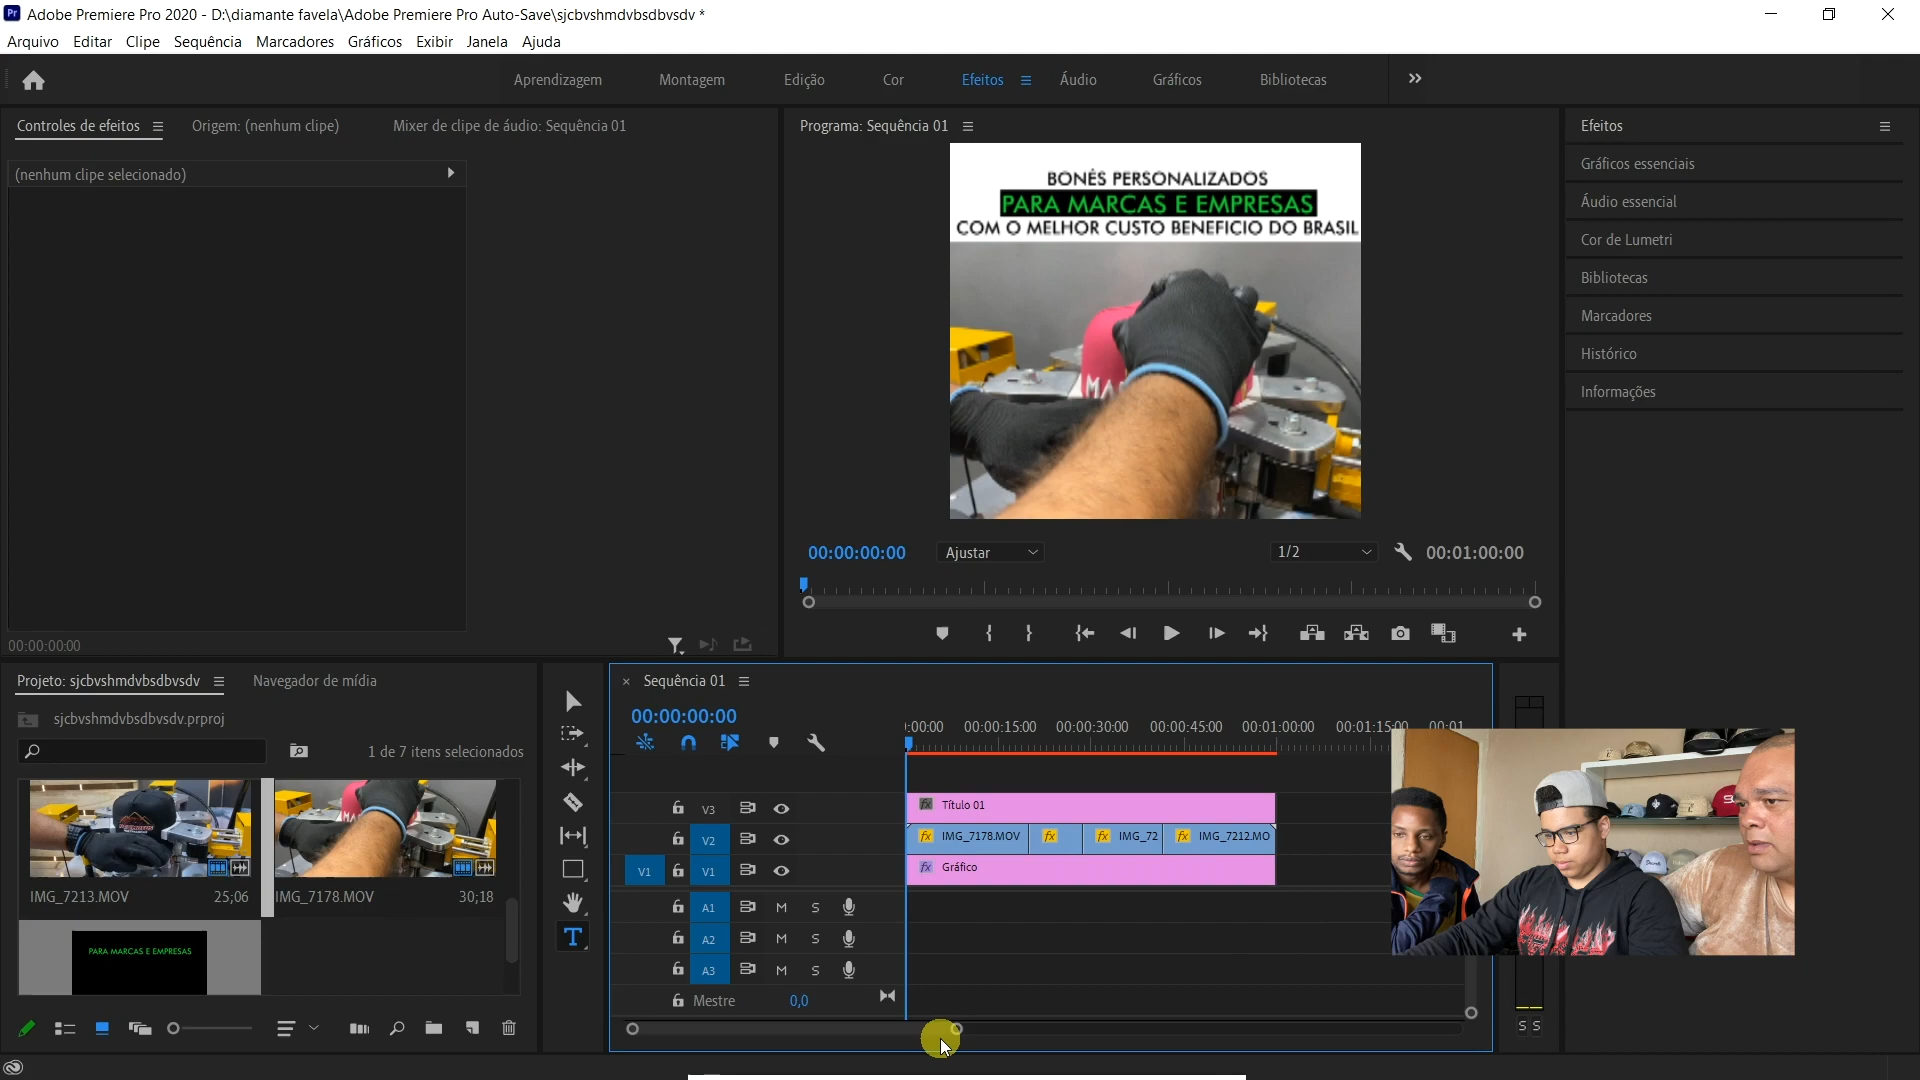 Adobe Premiere Pro 2020 - D:\diamante favela\Adobe Premiere Pro Auto-Save\sjcbvshmdvbsdbvsdv *
Arquivo Editar Clipe Sequência Marcadores Gráficos Exibir Janela Ajuda
Aprendizagem Montagem Edição Cor Efeitos Áudio Gráficos Bibliotecas
Controles de efeitos Origem: (nenhum clipe) Mixer de clipe de áudio: Sequência 01
(nenhum clipe selecionado)
00:00:00:00
Programa: Sequência 01
BONÉS PERSONALIZADOS
PARA MARCAS E EMPRESAS
COM O MELHOR CUSTO BENEFICIO DO BRASIL
MA
00:00:00:00 Ajustar 1/2 00:01:00:00
Efeitos
Gráficos essenciais
Áudio essencial
Cor de Lumetri
Bibliotecas
Marcadores
Histórico
Informações
Projeto: sjcbvshmdvbsdbvsdv Navegador de mídia
sjcbvshmdvbsdbvsdv.prproj
1 de 7 itens selecionados
IMG_7213.MOV 25;06 IMG_7178.MOV 30;18
PARA MARCAS E EMPRESAS
Sequência 01
00:00:00:00
:00:00 00:00:15:00 00:00:30:00 00:00:45:00 00:01:00:00 00:01:15:00 00:01
V3 Título 01
V2 IMG_7178.MOV IMG_72 IMG_7212.MO
V1 V1 Gráfico
A1 M S
A2 M S
A3 M S
Mestre 0,0
S S